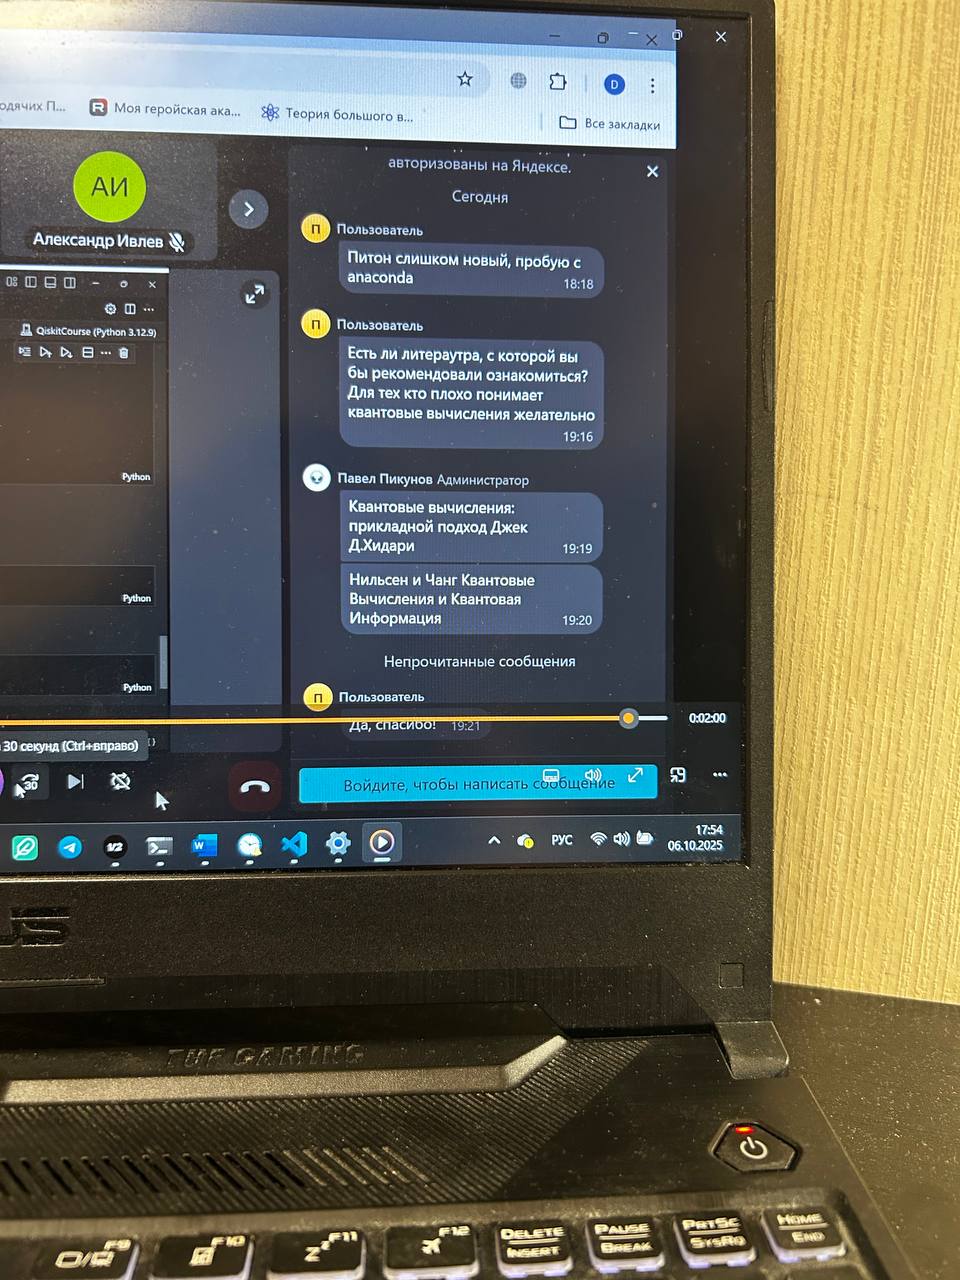 D
одячих П...
Моя геройская ака...
Теория большого в...
Все закладки
авторизованы на Яндексе.
Сегодня
АИ
Александр Ивлев
П
Пользователь
Питон слишком новый, пробую с
anaconda
18:18
QiskitCourse (Python 3.12.9)
П
Пользователь
Есть ли литераутра, с которой вы
бы рекомендовали ознакомиться?
Для тех кто плохо понимает
квантовые вычисления желательно
19:16
Python
Павел Пикунов Администратор
Квантовые вычисления:
прикладной подход Джек
Д.Хидари
19:19
Нильсен и Чанг Квантовые
Вычисления и Квантовая
Информация
19:20
Python
Непрочитанные сообщения
Python
П
Пользователь
Да, спасибо!
19:21
0:02:00
30 секунд (Ctrl+вправо)
30
Войдите, чтобы написать сообщение
1/2
W
РУС
17:54
06.10.2025
US
TUF GAMING
F9
F10
F11
F12
DELETE
INSERT
PAUSE
BREAK
PRTSC
SYSRQ
HOME
END
Z